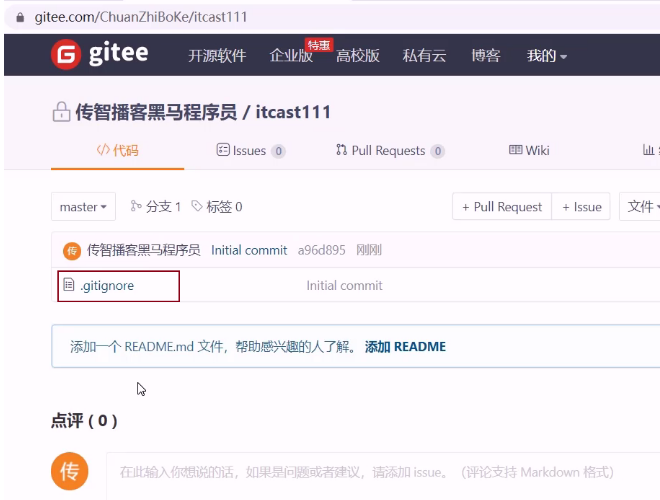 gitee.com/ChuanZhiBoKe/itcast111
gitee 开源软件 企业版 特惠 高校版 私有云 博客 我的
传智播客黑马程序员 / itcast111
代码 Issues 0 Pull Requests 0 Wiki
master 分支 1 标签 0 + Pull Request + Issue 文件
传 传智播客黑马程序员 Initial commit a96d895 刚刚
.gitignore Initial commit
添加一个 README.md 文件，帮助感兴趣的人了解。 添加 README
点评 ( 0 )
传 在此输入你想说的话，如果是问题或者建议，请添加 issue。（评论支持 Markdown 格式）